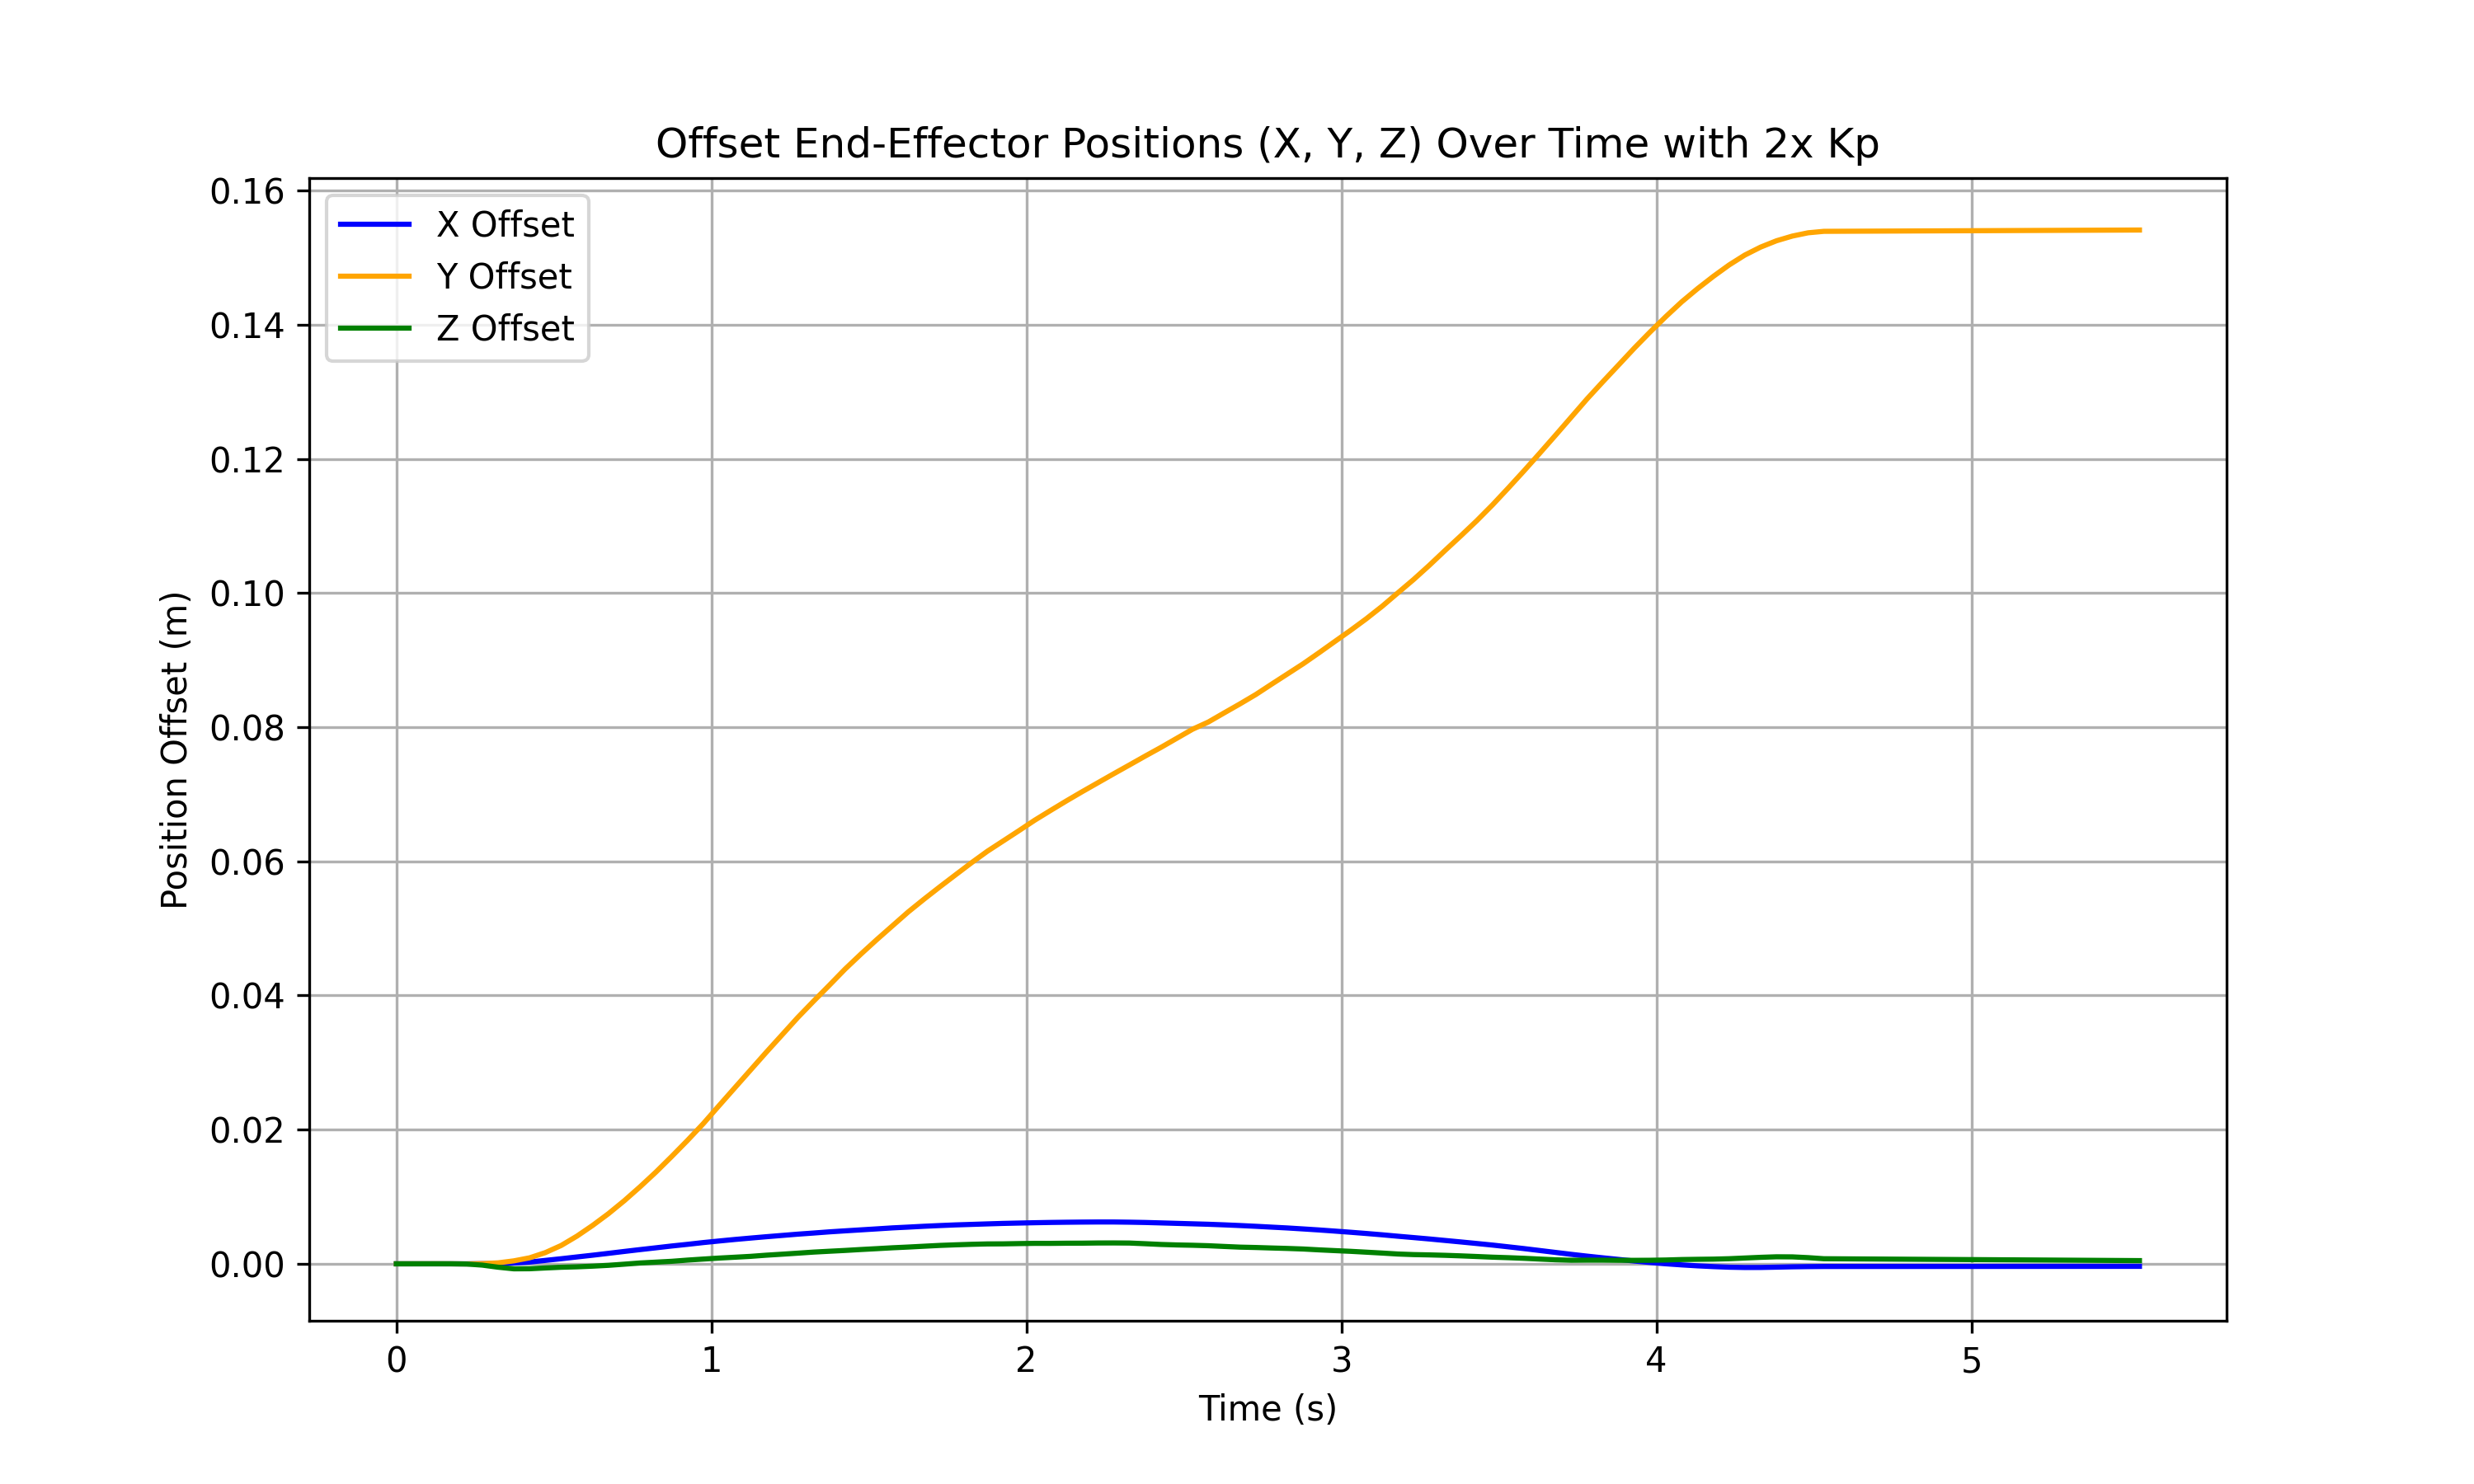 Offset End-Effector Positions (X, Y, Z) Over Time with 2x Kp
X Offset
Y Offset
Z Offset
Position Offset (m)
0.16
0.14
0.12
0.10
0.08
0.06
0.04
0.02
0.00
0 1 2 3 4 5
Time (s)